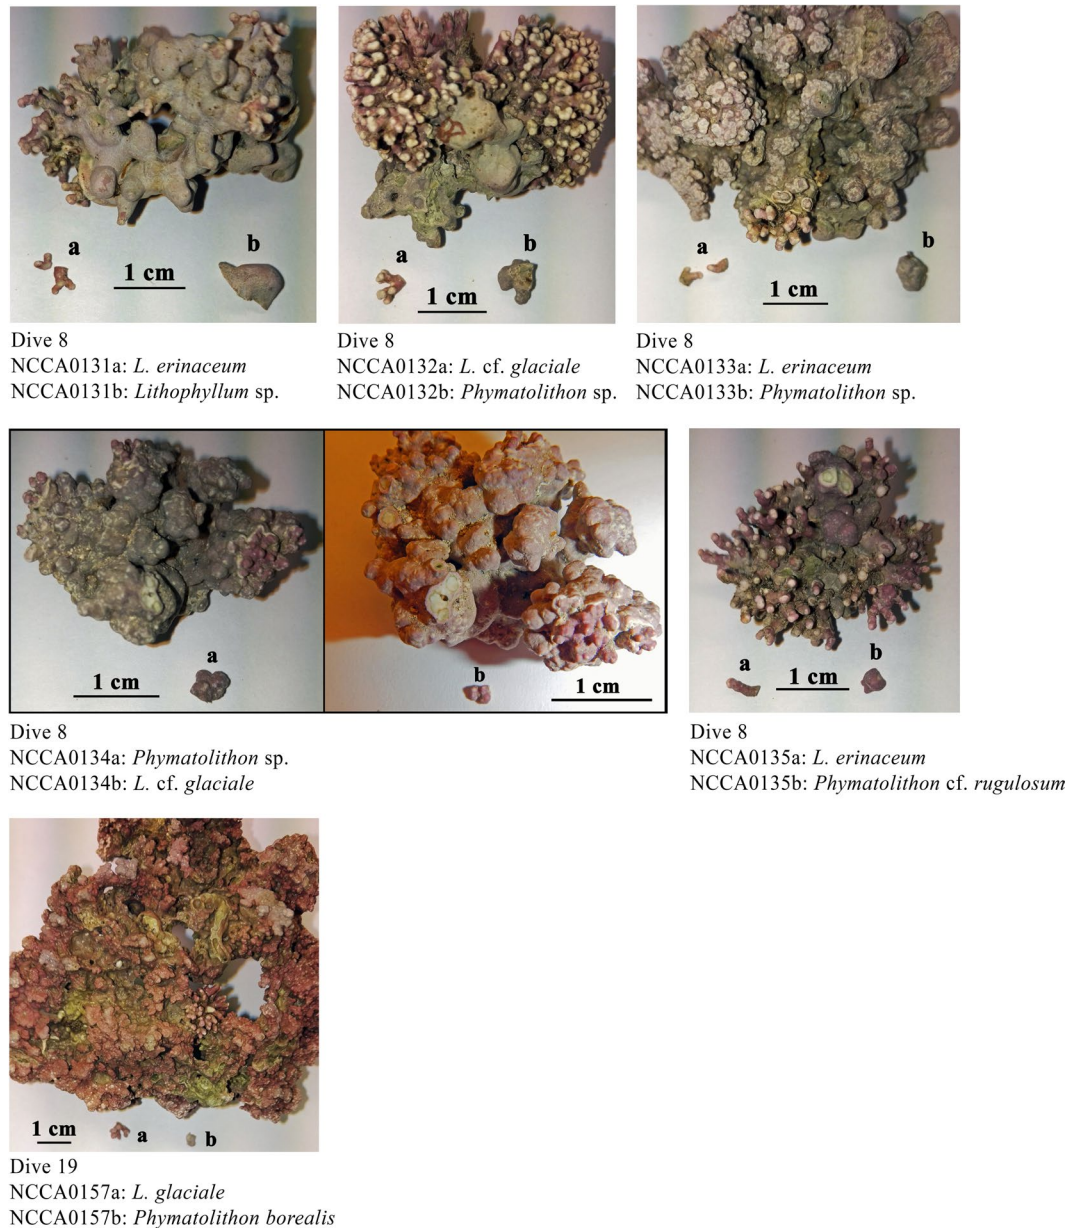 a
b
1 cm
a
b
1 cm
a
b
1 cm
Dive 8
NCCA0131a: L. erinaceum
NCCA0131b: Lithophyllum sp.
Dive 8
NCCA0132a: L. cf. glaciale
NCCA0132b: Phymatolithon sp.
Dive 8
NCCA0133a: L. erinaceum
NCCA0133b: Phymatolithon sp.
a
1 cm
b
1 cm
a
b
1 cm
Dive 8
NCCA0134a: Phymatolithon sp.
NCCA0134b: L. cf. glaciale
Dive 8
NCCA0135a: L. erinaceum
NCCA0135b: Phymatolithon cf. rugulosum
1 cm
a
b
Dive 19
NCCA0157a: L. glaciale
NCCA0157b: Phymatolithon borealis